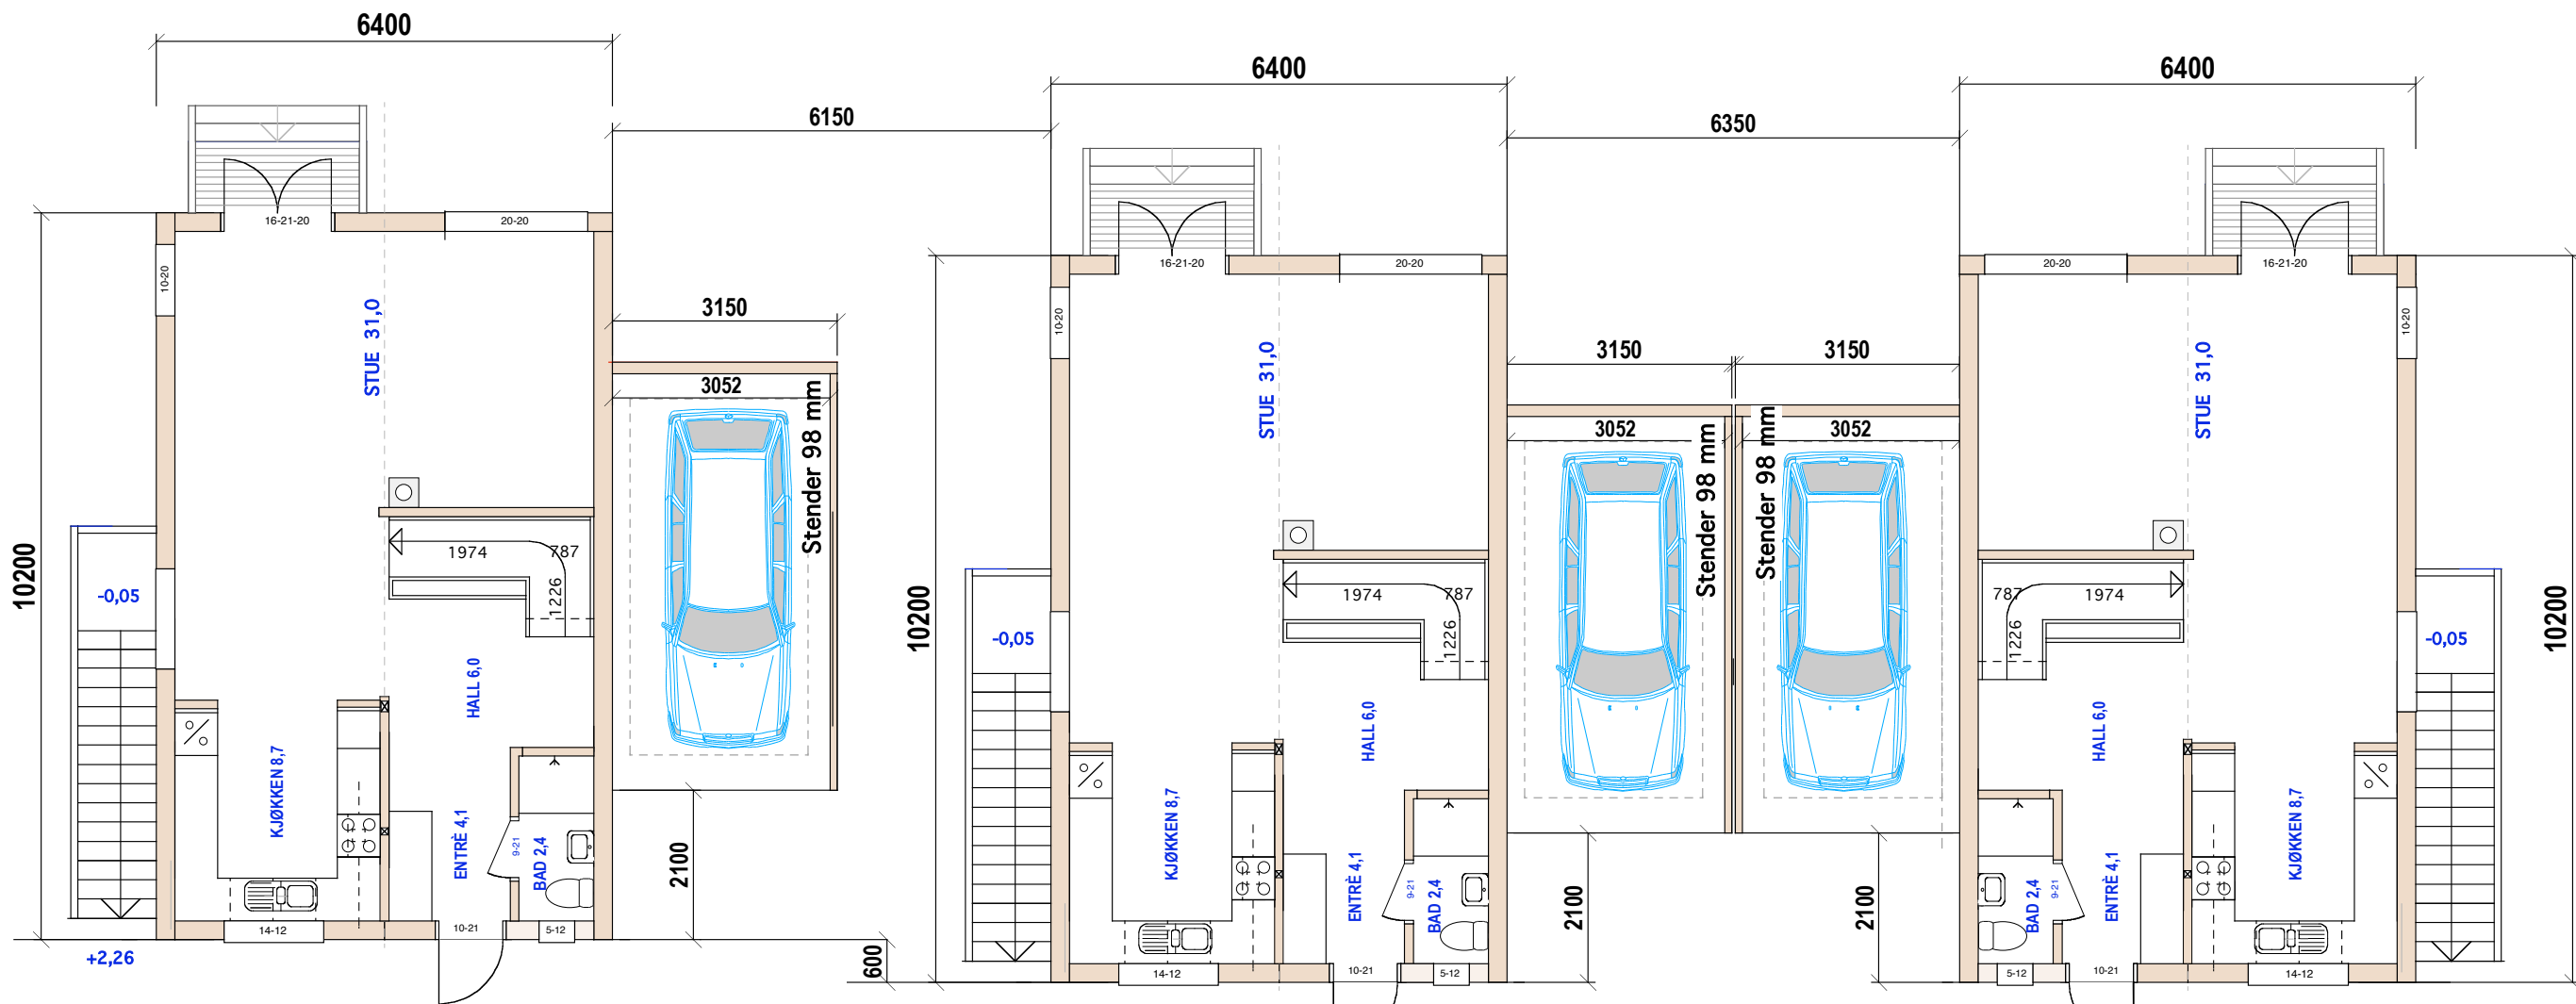 6400
6150
6400
6350
6400
16-21-20
20-20
10-20
STUE 31,0
3150
3052
Stender 98 mm
10200
1974
787
1226
-0,05
HALL 6,0
KJØKKEN 8,7
ENTRÈ 4,1
9-21
BAD 2,4
2100
14-12
10-21
5-12
+2,26
600
16-21-20
20-20
10-20
STUE 31,0
3150
3150
3052
Stender 98 mm
Stender 98 mm
3052
10200
1974
787
1226
-0,05
HALL 6,0
KJØKKEN 8,7
ENTRÈ 4,1
9-21
BAD 2,4
2100
2100
14-12
10-21
5-12
20-20
16-21-20
10-20
STUE 31,0
787
1974
1226
10200
-0,05
HALL 6,0
KJØKKEN 8,7
BAD 2,4
9-21
ENTRÈ 4,1
5-12
10-21
14-12